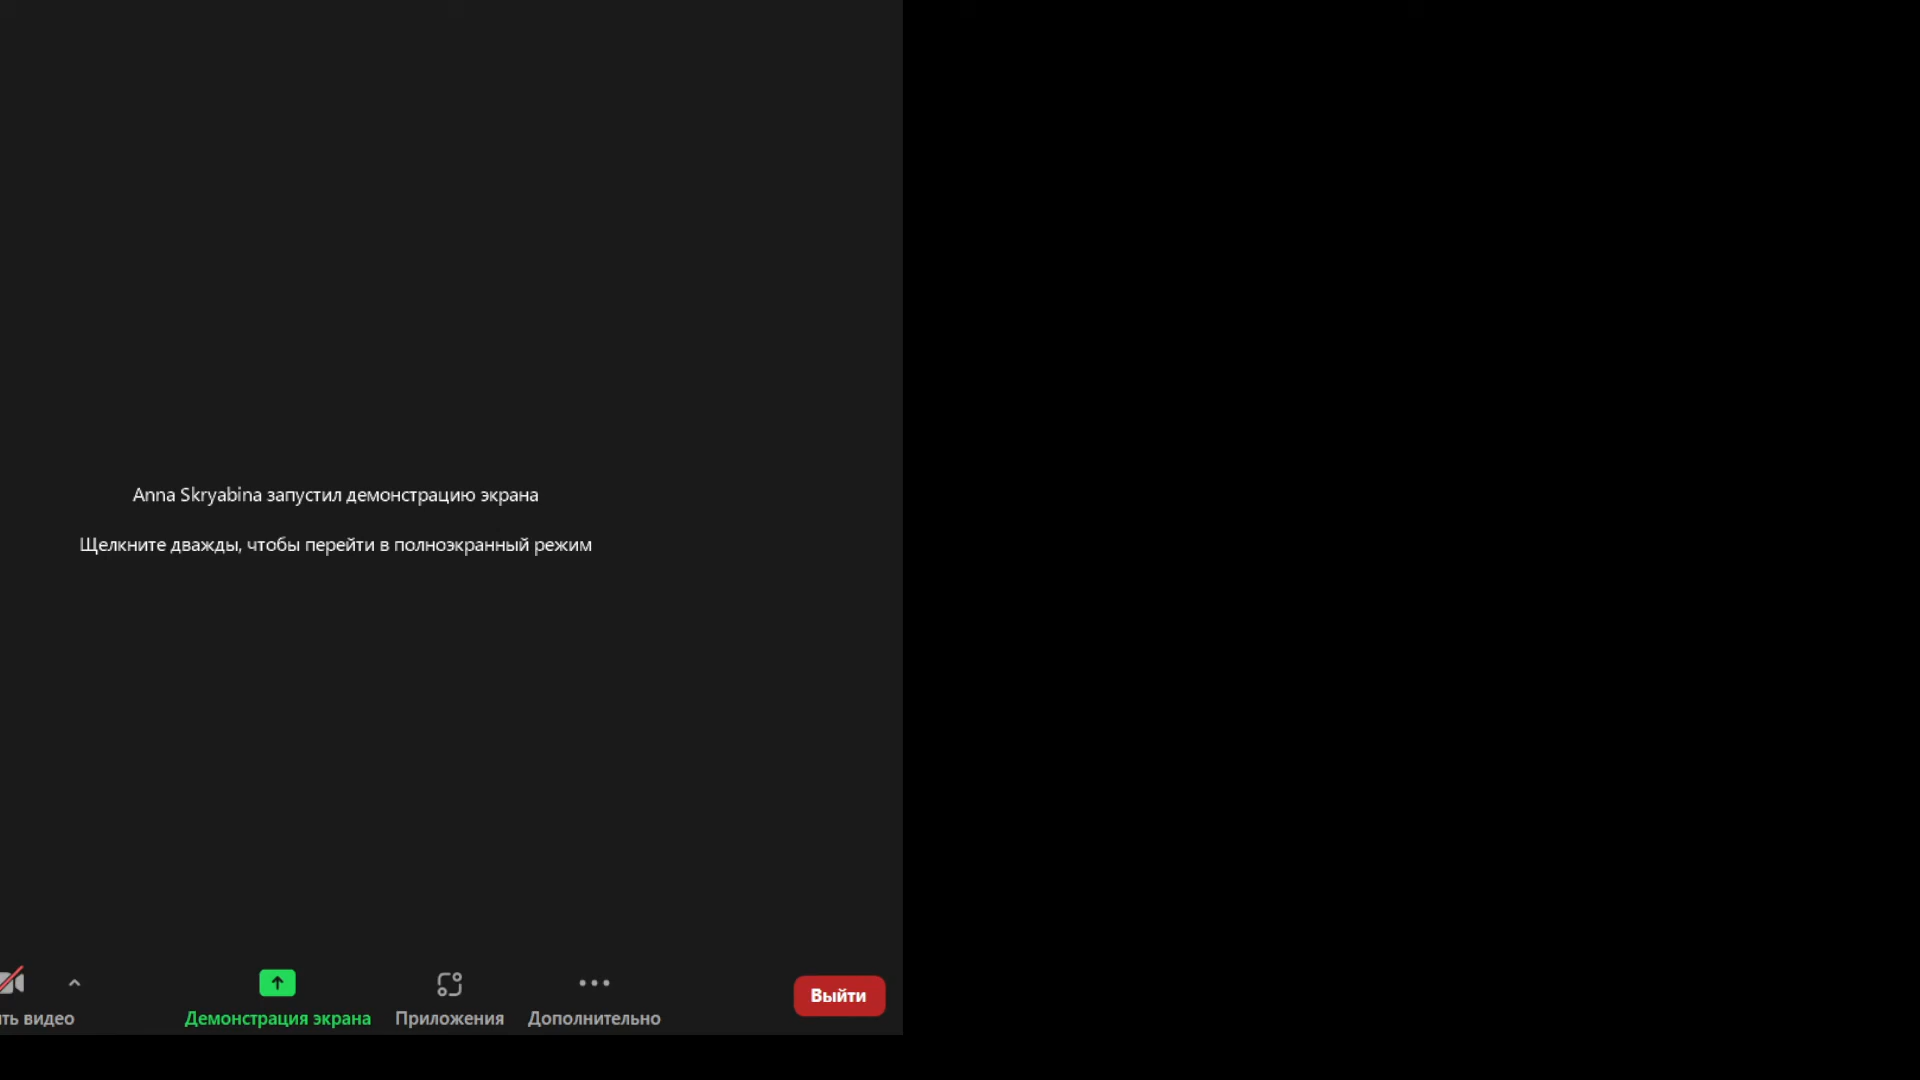 Anna Skryabina запустил демонстрацию экрана
Щелкните дважды, чтобы перейти в полноэкранный режим
ть видео
Демонстрация экрана
Приложения
Дополнительно
Выйти